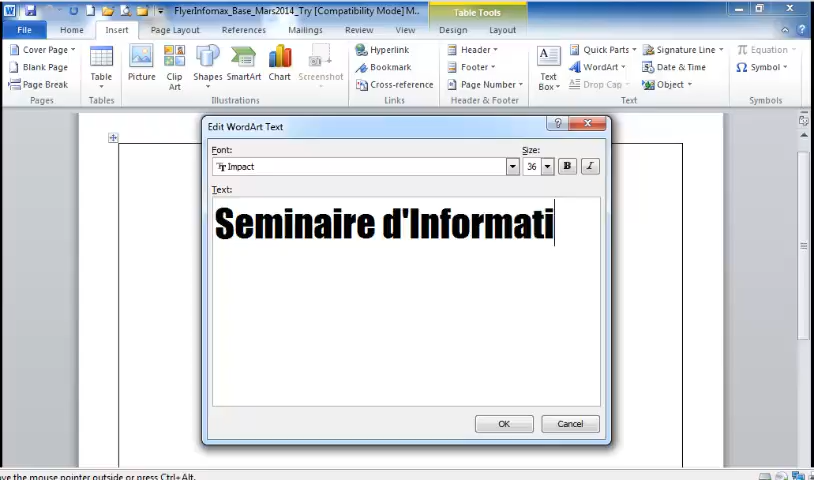 FlyerInfomax_Base_Mars2014_Try [Compatibility Mode] M...
Table Tools
File Home Insert Page Layout References Mailings Review View Design Layout
Cover Page
Blank Page
Page Break
Pages
Table
Tables
Picture
Clip Art
Shapes
SmartArt
Chart
Screenshot
Illustrations
Hyperlink
Bookmark
Cross-reference
Links
Header
Footer
Page Number
Header & Footer
Text Box
Quick Parts
WordArt
Drop Cap
Signature Line
Date & Time
Object
Text
Equation
Symbol
Symbols
Edit WordArt Text
Font:
Size:
Impact
36
B
I
Text:
Seminaire d'Informati
OK
Cancel
ve the mouse pointer outside or press Ctrl+Alt.